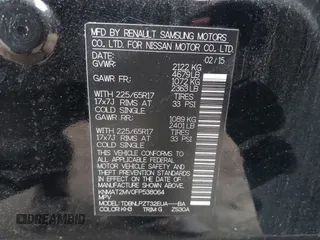 MFD BY RENAULT SAMSUNG MOTORS
CO., LTD. FOR NISSAN MOTOR CO., LTD.
DATE: 02/15
GVWR: 2122 KG
4679 LB
GAWR FR: 1072 KG
2363 LB
WITH 225/65R17 TIRES
17x7J RIMS AT 33 PSI
COLD SINGLE
GAWR RR: 1089 KG
2401 LB
WITH 225/65R17 TIRES
17x7J RIMS AT 33 PSI
COLD SINGLE
THIS VEHICLE CONFORMS TO ALL
APPLICABLE FEDERAL MOTOR
VEHICLE SAFETY AND THEFT
PREVENTION STANDARDS IN
EFFECT ON THE DATE OF
MANUFACTURE SHOWN ABOVE.
KNMAT2MV0FP538064
MPV
MODEL: TDBNLPZT32EUA---BA
COLOR: KH3 TRIM: G ZS30A
AUTOBIDMASTER